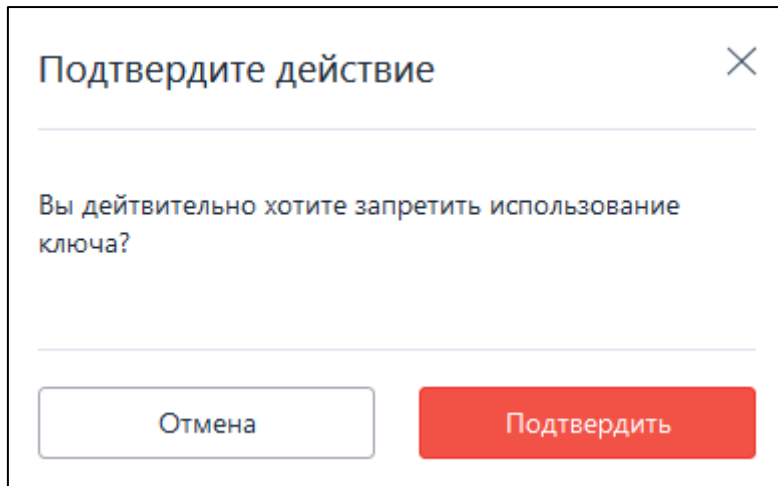 Подтвердите действие
Вы дейтвительно хотите запретить использование
ключа?
Отмена
Подтвердить